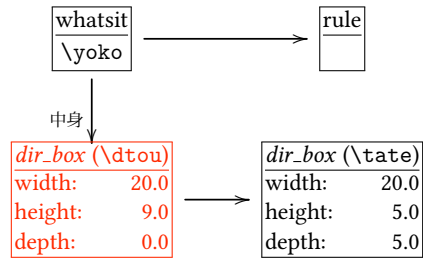 whatsit
\yoko
rule
中身
dir_box (\dtou)
width: 20.0
height: 9.0
depth: 0.0
dir_box (\tate)
width: 20.0
height: 5.0
depth: 5.0